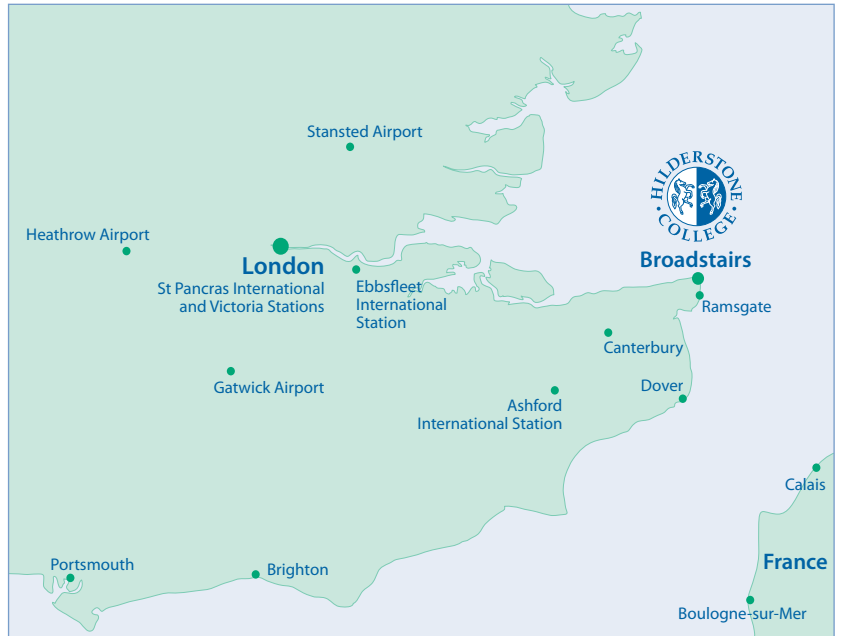 Stansted Airport
HILDERSTONE
• COLLEGE •
Heathrow Airport
London
St Pancras International
and Victoria Stations
Broadstairs
Ebbsfleet
International
Station
Ramsgate
Canterbury
Gatwick Airport
Dover
Ashford
International Station
Calais
Portsmouth
Brighton
France
Boulogne-sur-Mer